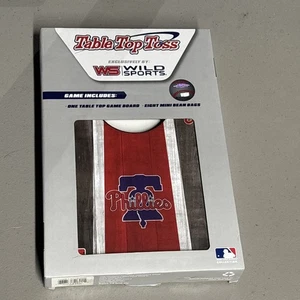 Table Top Toss
EXCLUSIVELY BY:
WS WILD
SPORTS
GAME INCLUDES:
· ONE TABLE TOP GAME BOARD · EIGHT MINI BEAN BAGS
Phillies